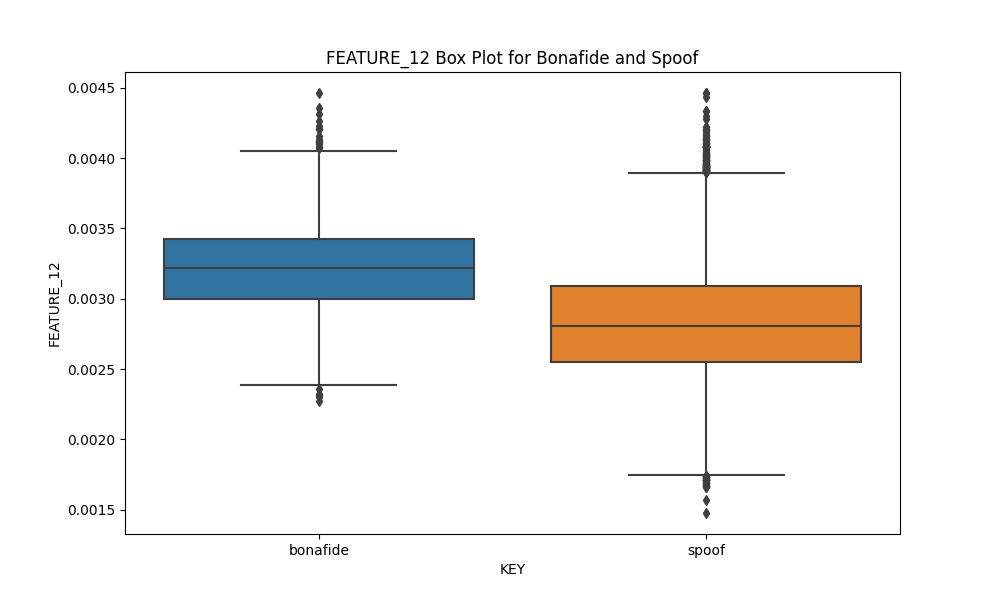 FEATURE_12 Box Plot for Bonafide and Spoof
0.0045
0.0040
0.0035
0.0030
0.0025
0.0020
0.0015
FEATURE_12
bonafide
spoof
KEY